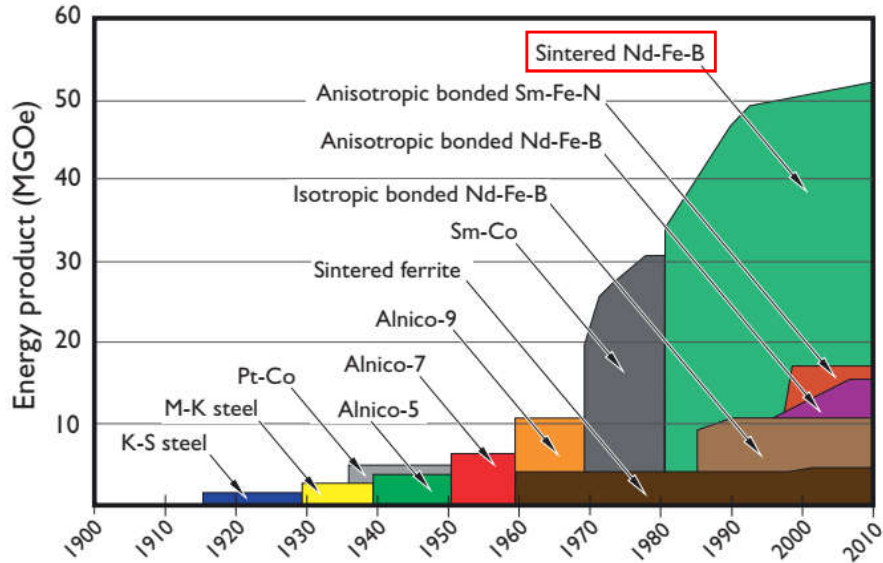 60
Sintered Nd-Fe-B
50
Anisotropic bonded Sm-Fe-N
Anisotropic bonded Nd-Fe-B
40
Isotropic bonded Nd-Fe-B
Sm-Co
30
Sintered ferrite
Alnico-9
20
Alnico-7
Pt-Co
M-K steel
Alnico-5
10
K-S steel
Energy product (MGOe)
1900
1910
1920
1930
1940
1950
1960
1970
1980
1990
2000
2010